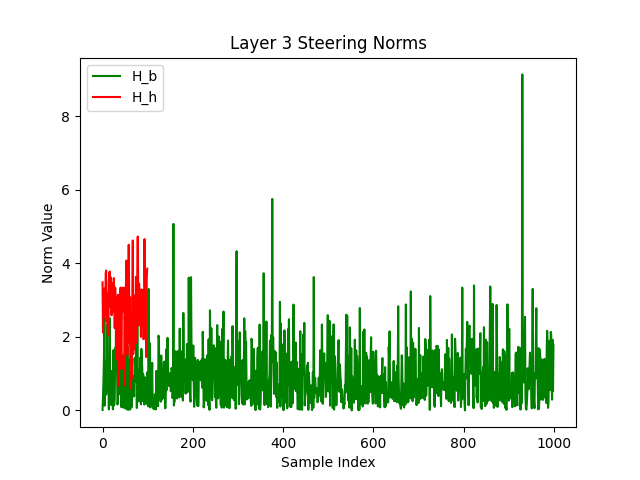 Layer 3 Steering Norms
H_b
H_h
8
6
4
2
0
Norm Value
0 200 400 600 800 1000
Sample Index